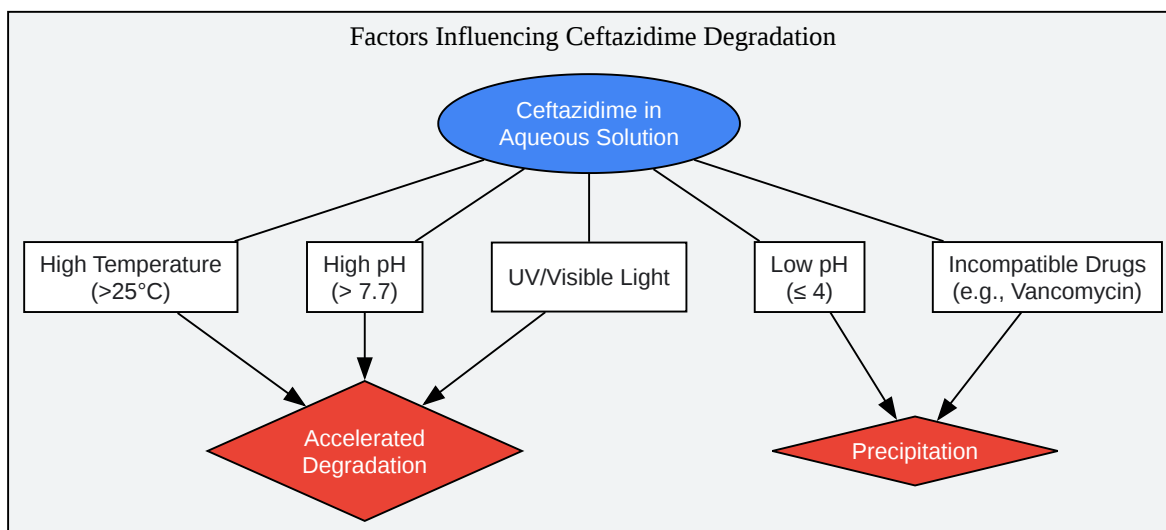 Factors Influencing Ceftazidime Degradation
Ceftazidime in
Aqueous Solution
High Temperature
(>25°C)
High pH
(> 7.7)
UV/Visible Light
Low pH
(≤ 4)
Incompatible Drugs
(e.g., Vancomycin)
Accelerated
Degradation
Precipitation